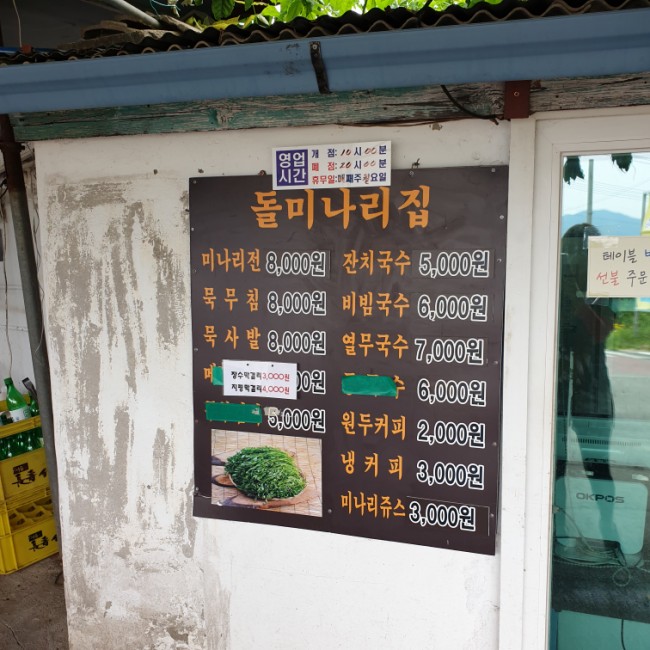 영업시간
개 점: 10시 00분
폐 점: 20시 00분
휴무일:매째주 월요일
돌미나리집
미나리전 8,000원
묵무침 8,000원
묵사발 8,000원
장수막걸리 3,000원
지평막걸리 4,000원
5,000원
잔치국수 5,000원
비빔국수 6,000원
열무국수 7,000원
수 6,000원
원두커피 2,000원
냉커피 3,000원
미나리쥬스 3,000원
테이블
선불 주문
OKPOS